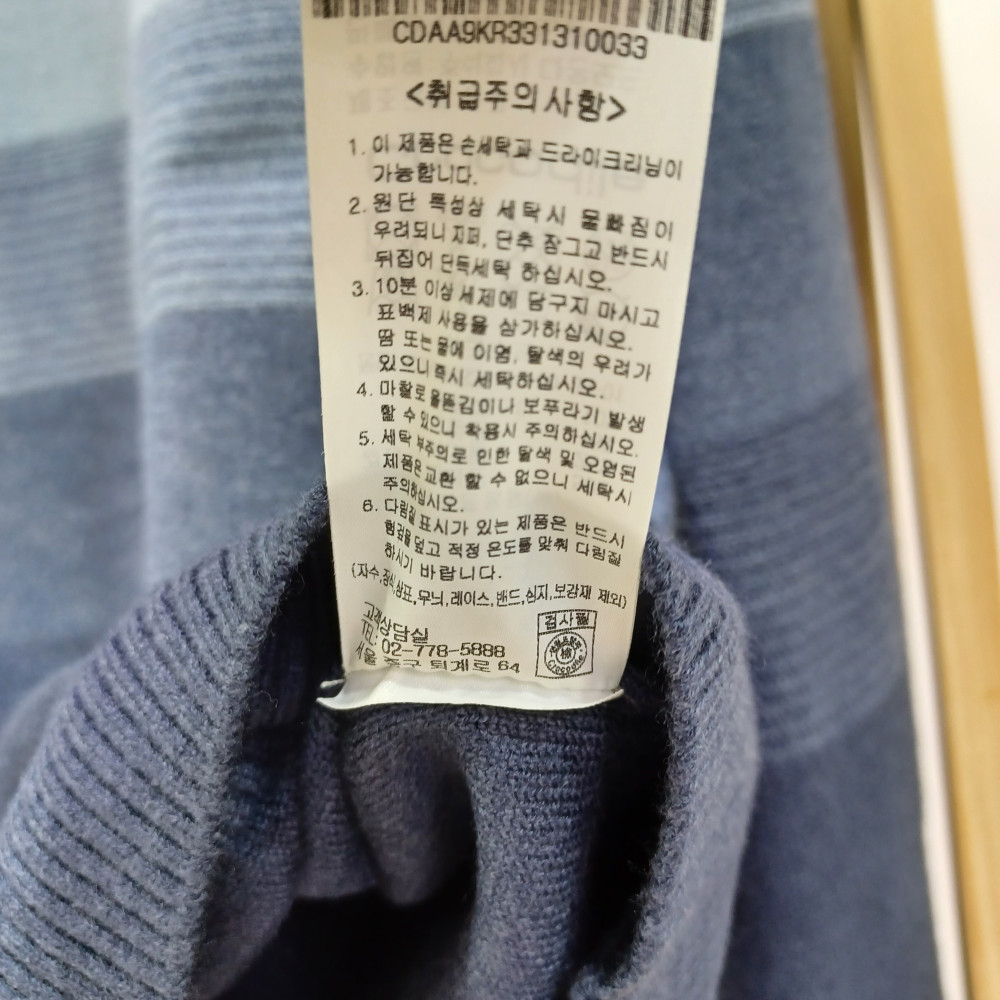 CDAA9KR331310033
<취급주의사항>
1. 이 제품은 손세탁과 드라이크리닝이
가능합니다.
2. 원단 특성상 세탁시 물빠짐이
우려되니 지퍼, 단추 잠그고 반드시
뒤집어 단독세탁 하십시오.
3. 10분 이상 세제에 담구지 마시고
표백제 사용을 삼가하십시오.
땀 또는 물에 이염, 탈색의 우려가
있으니 즉시 세탁하십시오.
4. 마찰로 올뜯김이나 보푸라기 발생
할 수 있으니 착용시 주의하십시오.
5. 세탁 부주의로 인한 탈색 및 오염된
제품은 교환 할 수 없으니 세탁시
주의하십시오.
6. 다림질 표시가 있는 제품은 반드시
헝겊을 덮고 적정 온도를 맞춰 다림질
하시기 바랍니다.
(자수,장식,상표,무늬,레이스,밴드,심지,보강재 제외)
고객상담실
TEL: 02-778-5888
서울 중구 퇴계로 64
검사필
Crocodile